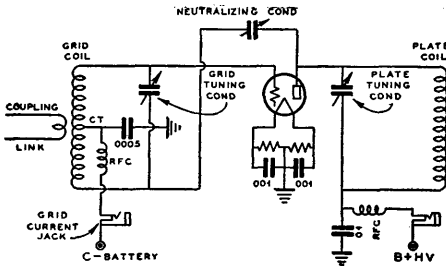 NEUTRALIZING COND
GRID
COIL
PLATE
COIL
GRID
TUNING
COND
PLATE
TUNING
COND
COUPLING
LINK
CT
.0005
RFC
.001
.001
GRID
CURRENT
JACK
C-BATTERY
.01
RFC
B+HV